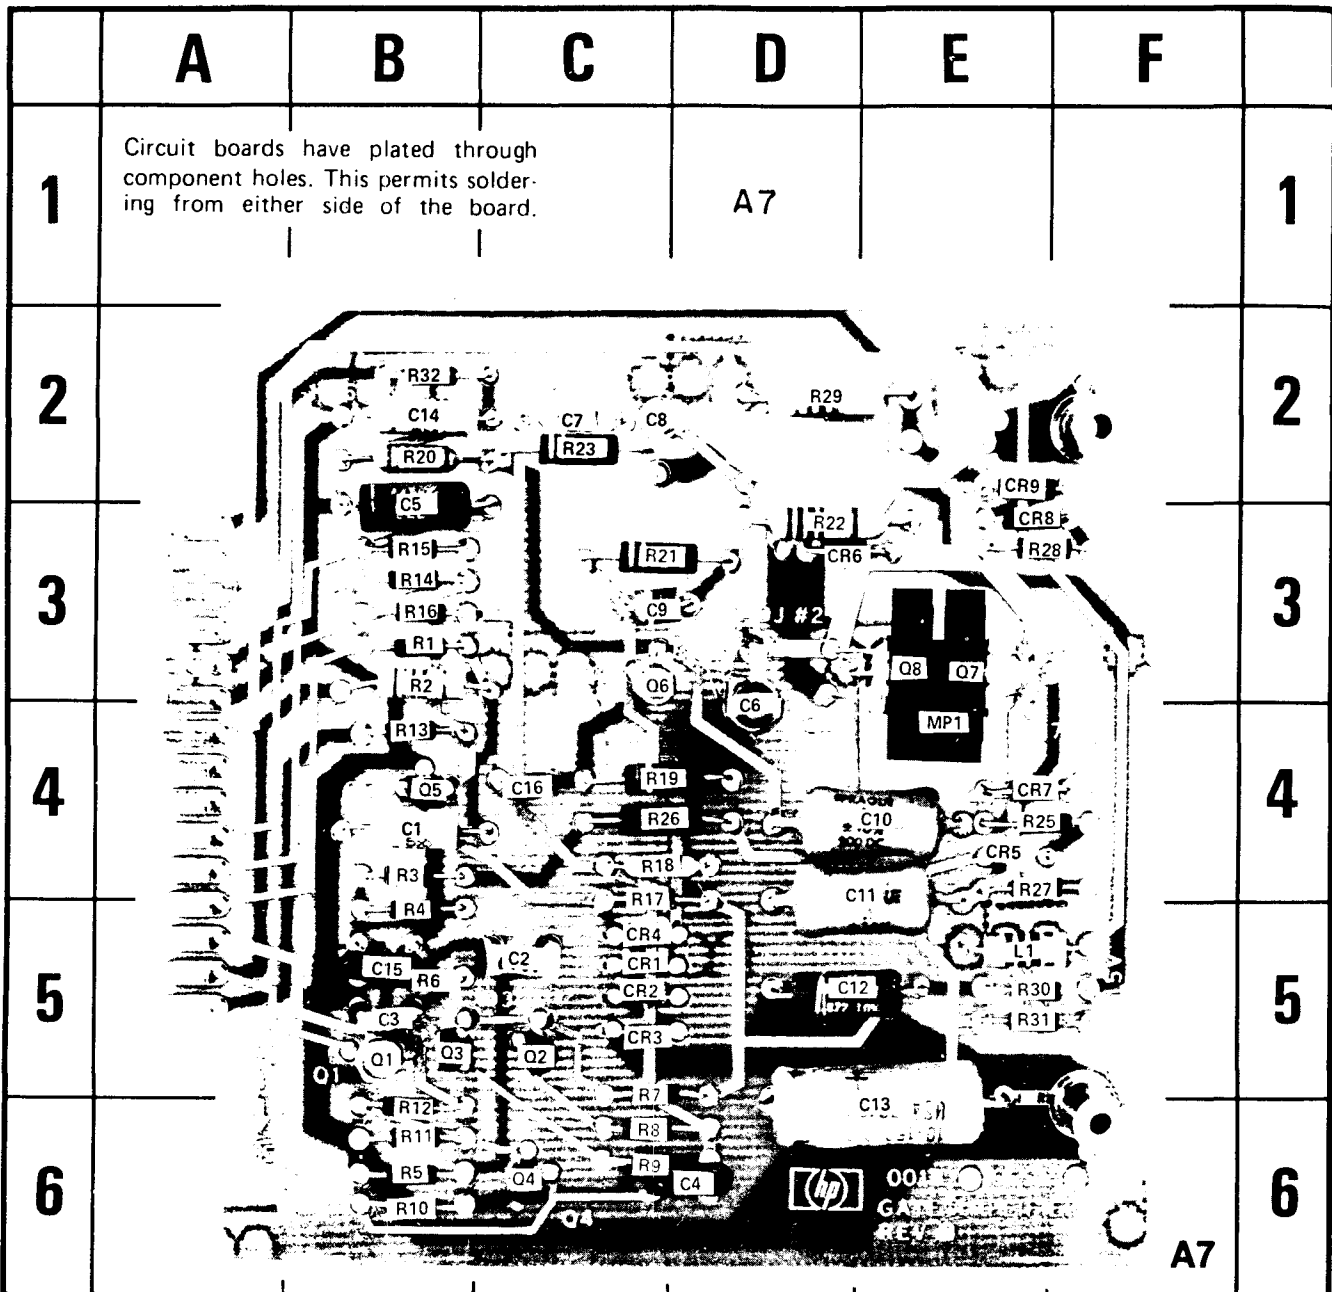 A B C D E F
1 1
Circuit boards have plated through
component holes. This permits solder-
ing from either side of the board.
A7
2 2
R32
R29
C14 C7 C8
R23
R20
CR9
C5
CR8
R22
R15 R21 CR6 R28
3 3
R14
R16 C9
J #2
R1
Q8 Q7
R2 Q6
C6
MP1
R13
4 4
R19
Q5 C16 CR7
R26 C10 R25
C1
CR5
R18
R3
R27
R17 C11
R4
CR4
L1
C2 CR1
C15 R6
5 5
CR2 C12 R30
C3 R31
CR3
Q1 Q3 Q2
Q1
R7
R12 C13
R11 R8
R9
6 6
R5 Q4 C4
hp
R10
Q4
REV
A7